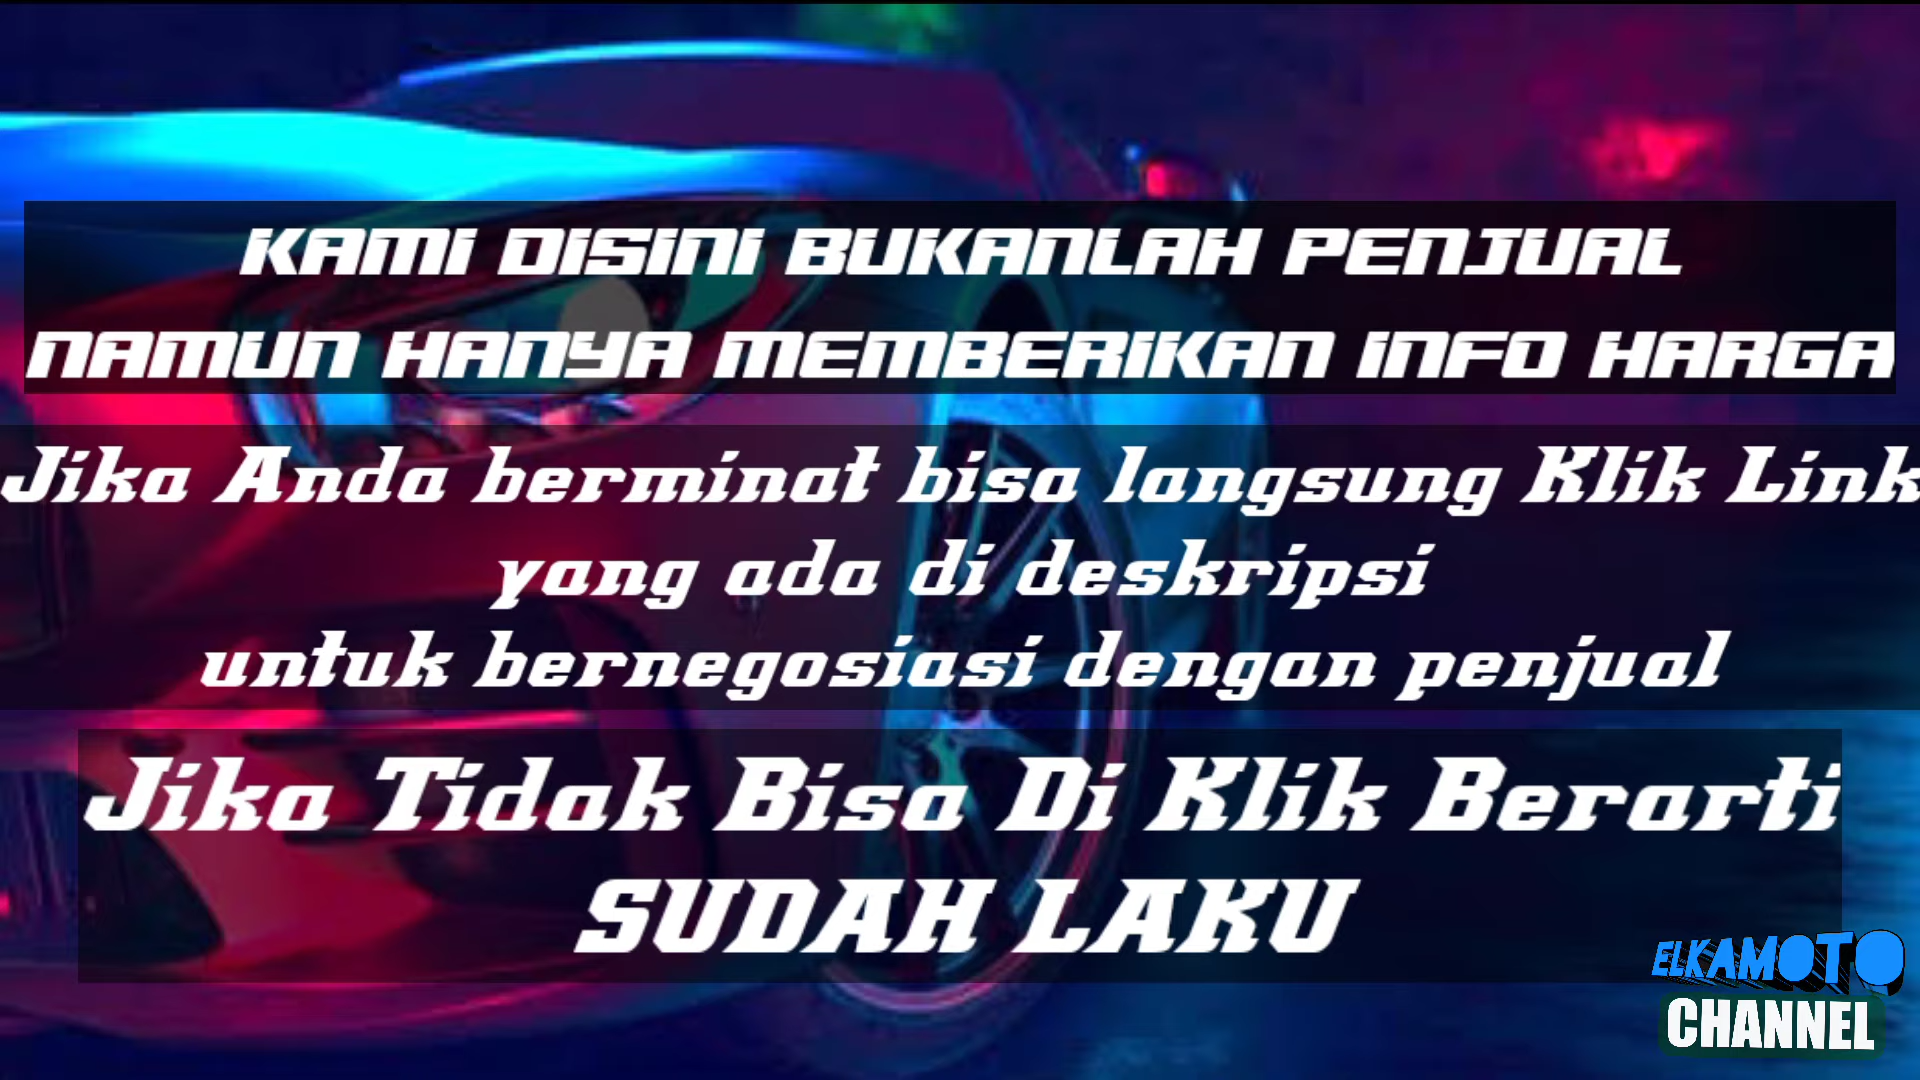 KAMI DISINI BUKANLAH PENJUAL
NAMUN HANYA MEMBERIKAN INFO HARGA
Jika Anda berminat bisa langsung Klik Link
yang ada di deskripsi
untuk bernegosiasi dengan penjual
Jika Tidak Bisa Di Klik Berarti
SUDAH LAKU
ELKAMOTO
CHANNEL